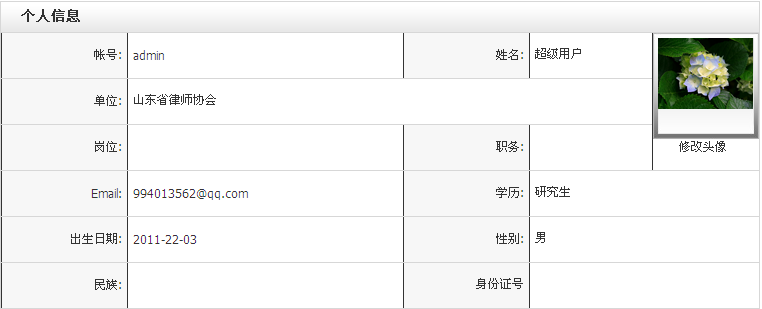 个人信息
帐号: admin 姓名: 超级用户
单位: 山东省律师协会
岗位: 职务: 修改头像
Email: 994013562@qq.com 学历: 研究生
出生日期: 2011-22-03 性别: 男
民族: 身份证号